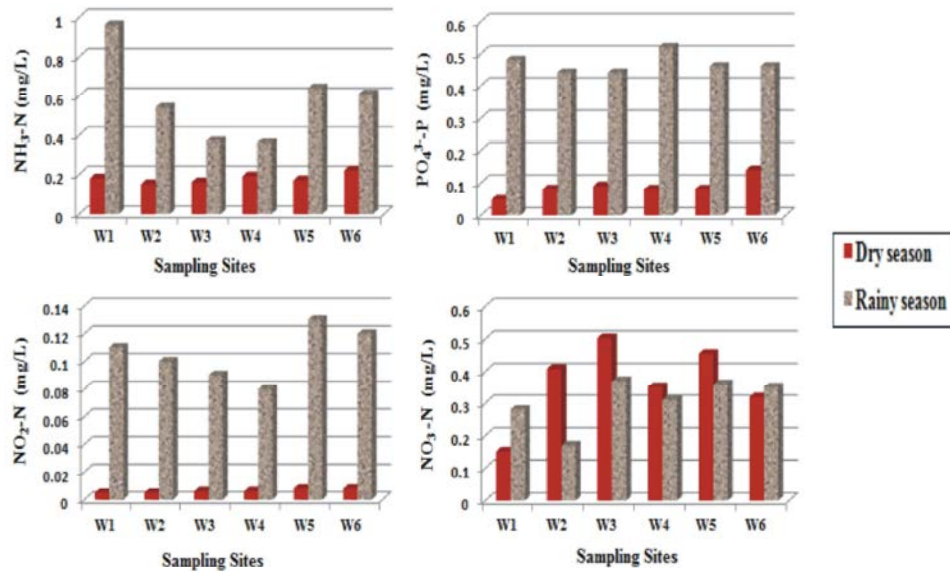 NH₃-N (mg/L)
1
0.8
0.6
0.4
0.2
0
W1 W2 W3 W4 W5 W6
Sampling Sites
PO₄³⁻-P (mg/L)
0.6
0.5
0.4
0.3
0.2
0.1
0
W1 W2 W3 W4 W5 W6
Sampling Sites
Dry season
Rainy season
NO₂-N (mg/L)
0.14
0.12
0.1
0.08
0.06
0.04
0.02
0
W1 W2 W3 W4 W5 W6
Sampling Sites
NO₃-N (mg/L)
0.6
0.5
0.4
0.3
0.2
0.1
0
W1 W2 W3 W4 W5 W6
Sampling Sites